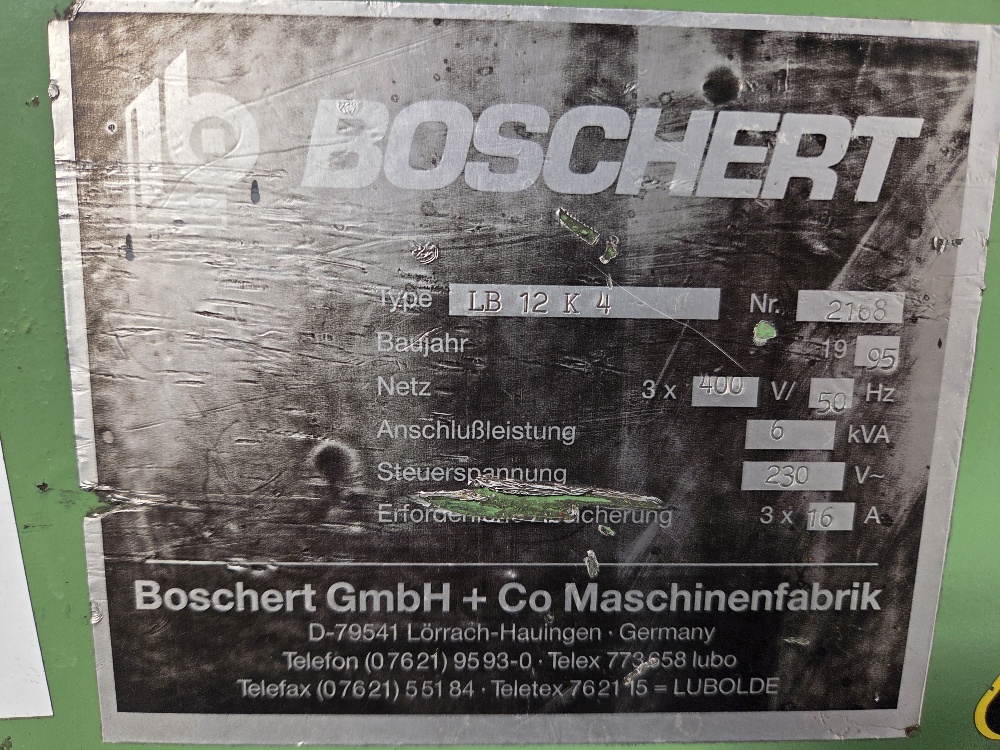 BOSCHERT
Type LB 12 K 4 Nr. 2168
Baujahr 19 95
Netz 3 x 400 V/ 50 Hz
Anschlußleistung 6 kVA
Steuerspannung 230 V~
3 x 16 A
Boschert GmbH + Co Maschinenfabrik
D-79541 Lörrach-Hauingen · Germany
Telefon (07621) 9593-0 · Telex 773658 lubo
Telefax (07621) 55184 · Teletex 762115 = LUBOLDE